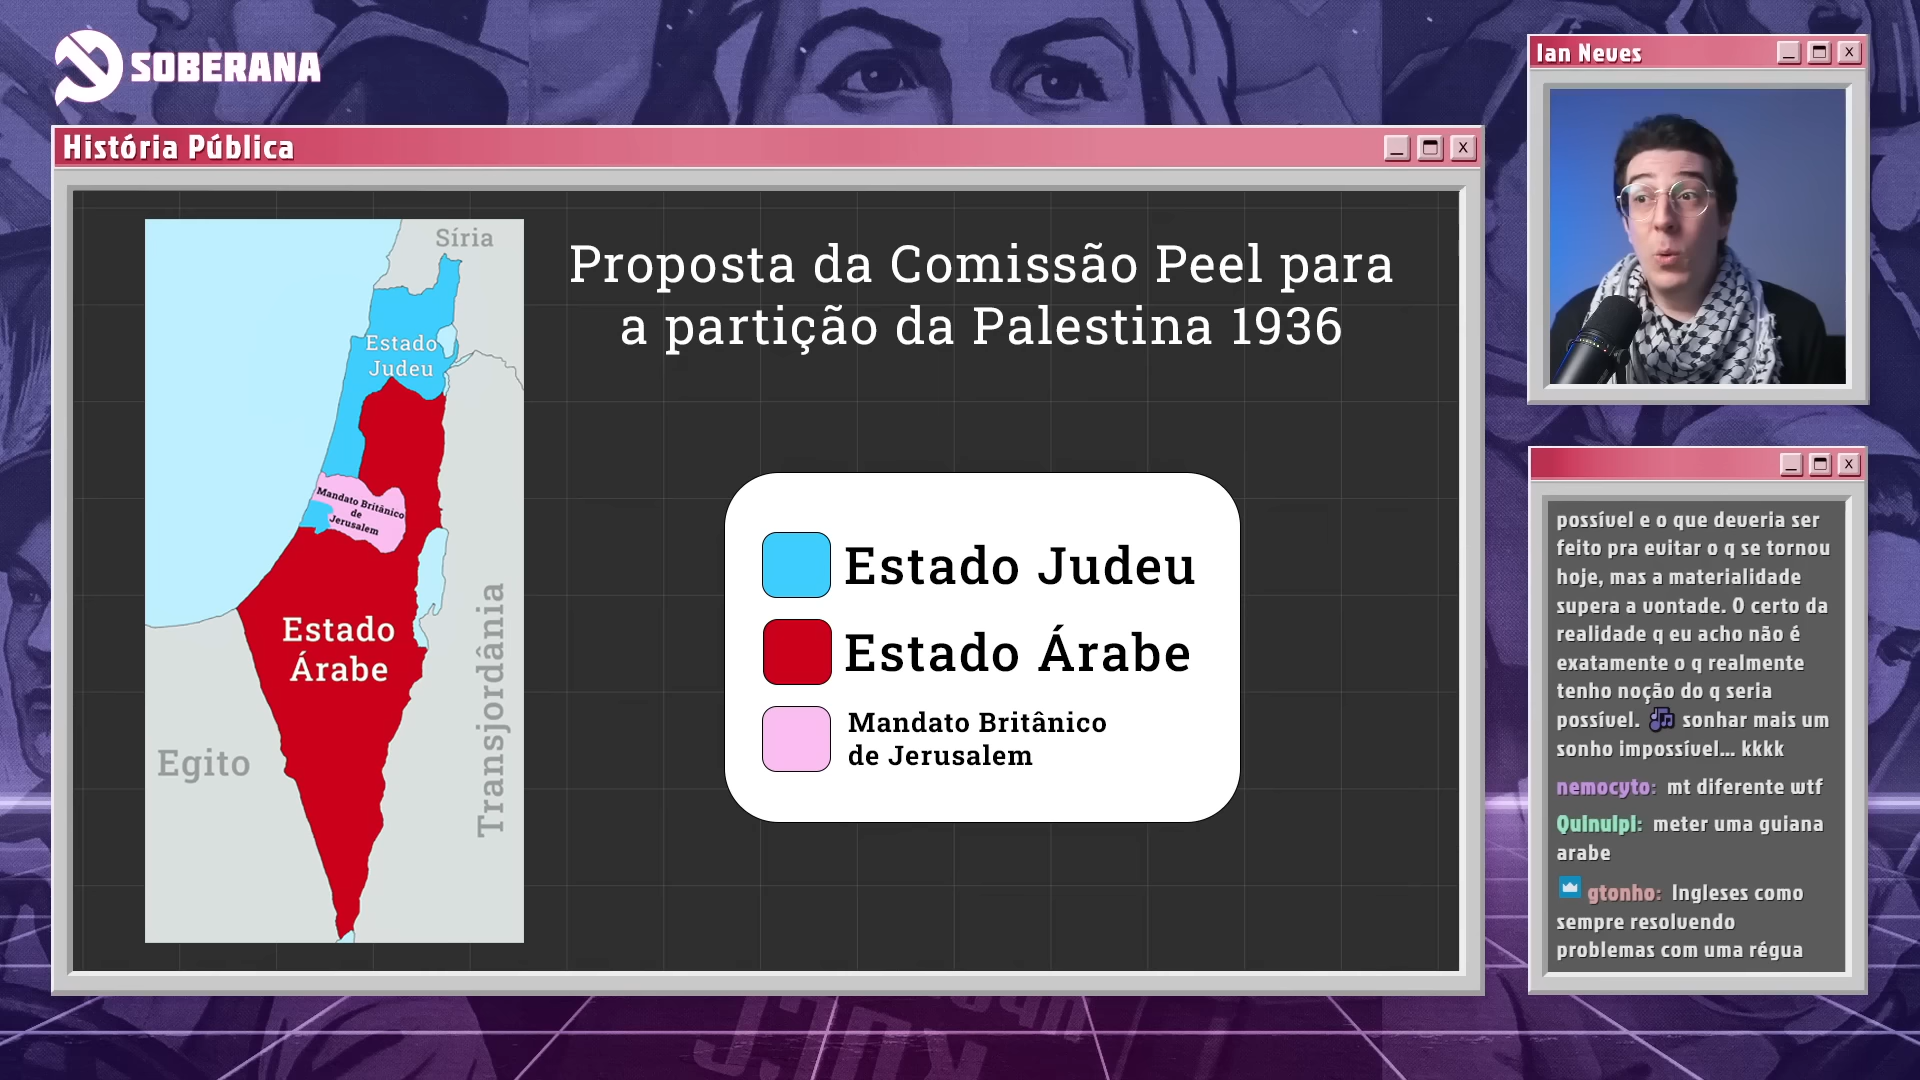 SOBERANA
História Pública
Síria
Estado
Judeu
Mandato Britânico
de
Jerusalem
Estado
Árabe
Egito
Transjordânia
Proposta da Comissão Peel para
a partição da Palestina 1936
Estado Judeu
Estado Árabe
Mandato Britânico
de Jerusalem
Ian Neves
possível e o que deveria ser
feito pra evitar o q se tornou
hoje, mas a materialidade
supera a vontade. O certo da
realidade q eu acho não é
exatamente o q realmente
tenho noção do q seria
possível. sonhar mais um
sonho impossível... kkkk
nemocyto: mt diferente wtf
Quinuipi: meter uma guiana
arabe
gtonho: Ingleses como
sempre resolvendo
problemas com uma régua